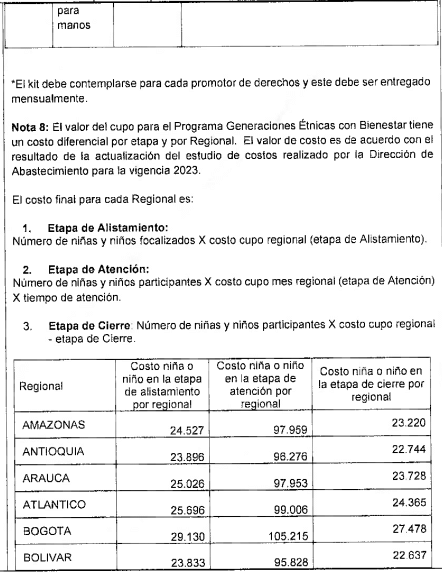 para
manos
*El kit debe contemplarse para cada promotor de derechos y este debe ser entregado
mensualmente.
Nota 8: El valor del cupo para el Programa Generaciones Étnicas con Bienestar tiene
un costo diferencial por etapa y por Regional. El valor de costo es de acuerdo con el
resultado de la actualización del estudio de costos realizado por la Dirección de
Abastecimiento para la vigencia 2023.
El costo final para cada Regional es:
1. Etapa de Alistamiento:
Número de niñas y niños focalizados X costo cupo regional (etapa de Alistamiento).
2. Etapa de Atención:
Número de niñas y niños participantes X costo cupo mes regional (etapa de Atención)
X tiempo de atención.
3. Etapa de Cierre: Número de niñas y niños participantes X costo cupo regional
- etapa de Cierre.
Regional
Costo niña o
niño en la etapa
de alistamiento
por regional
Costo niña o niño
en la etapa de
atención por
regional
Costo niña o niño en
la etapa de cierre por
regional
AMAZONAS 24.527 97.959 23.220
ANTIOQUIA 23.896 96.276 22.744
ARAUCA 25.026 97.953 23.728
ATLANTICO 25.696 99.006 24.365
BOGOTA 29.130 105.215 27.478
BOLIVAR 23.833 95.828 22.637